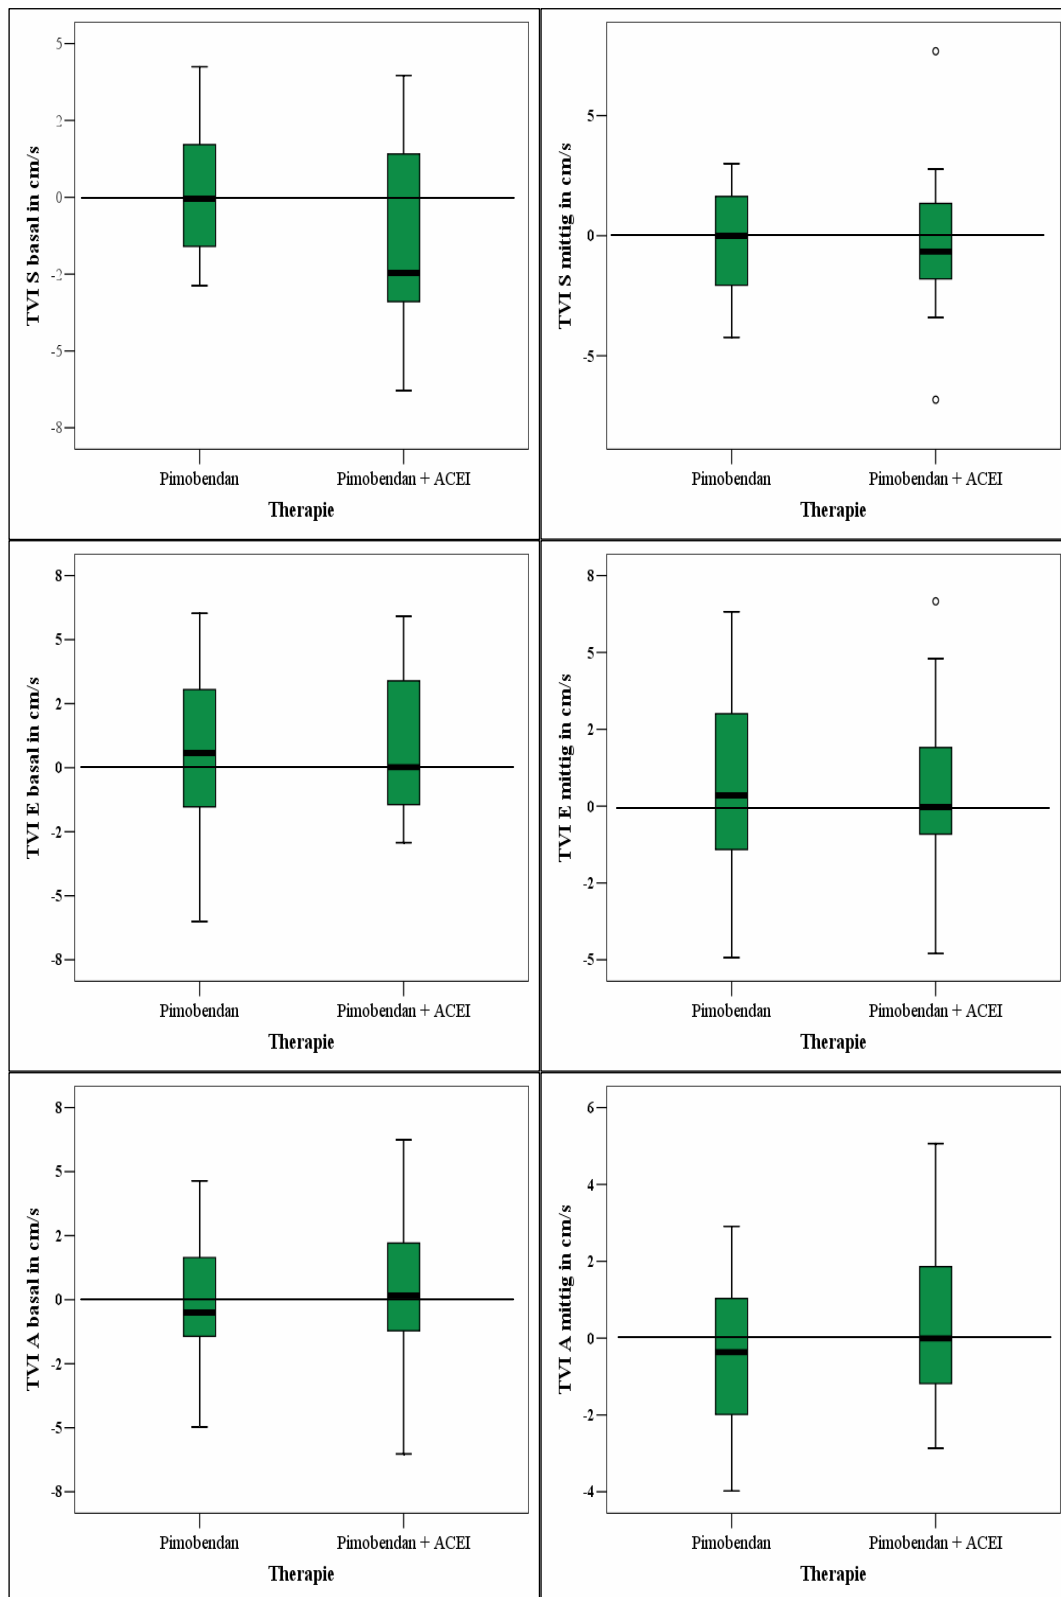 5
2
0
-2
-5
-8
TVI S basal in cm/s
Pimobendan
Pimobendan + ACEI
Therapie
5
0
-5
TVI S mittig in cm/s
Pimobendan
Pimobendan + ACEI
Therapie
8
5
2
0
-2
-5
-8
TVI E basal in cm/s
Pimobendan
Pimobendan + ACEI
Therapie
8
5
2
0
-2
-5
TVI E mittig in cm/s
Pimobendan
Pimobendan + ACEI
Therapie
8
5
2
0
-2
-5
-8
TVI A basal in cm/s
Pimobendan
Pimobendan + ACEI
Therapie
6
4
2
0
-2
-4
TVI A mittig in cm/s
Pimobendan
Pimobendan + ACEI
Therapie